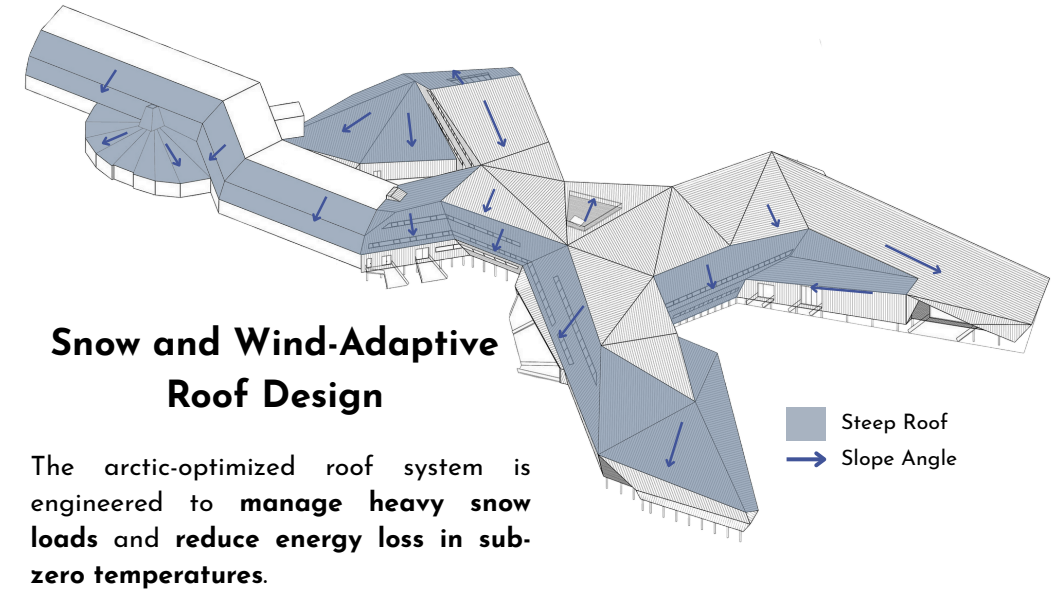 Snow and Wind-Adaptive
Roof Design
The arctic-optimized roof system is
engineered to manage heavy snow
loads and reduce energy loss in sub-
zero temperatures.
Steep Roof
Slope Angle